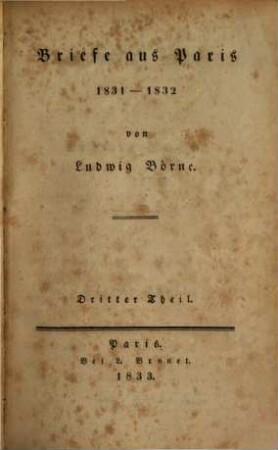 Briefe aus Paris
1831 — 1832
von
Ludwig Börne.
Dritter Theil.
Paris.
Bei L. Brunet.
1833.